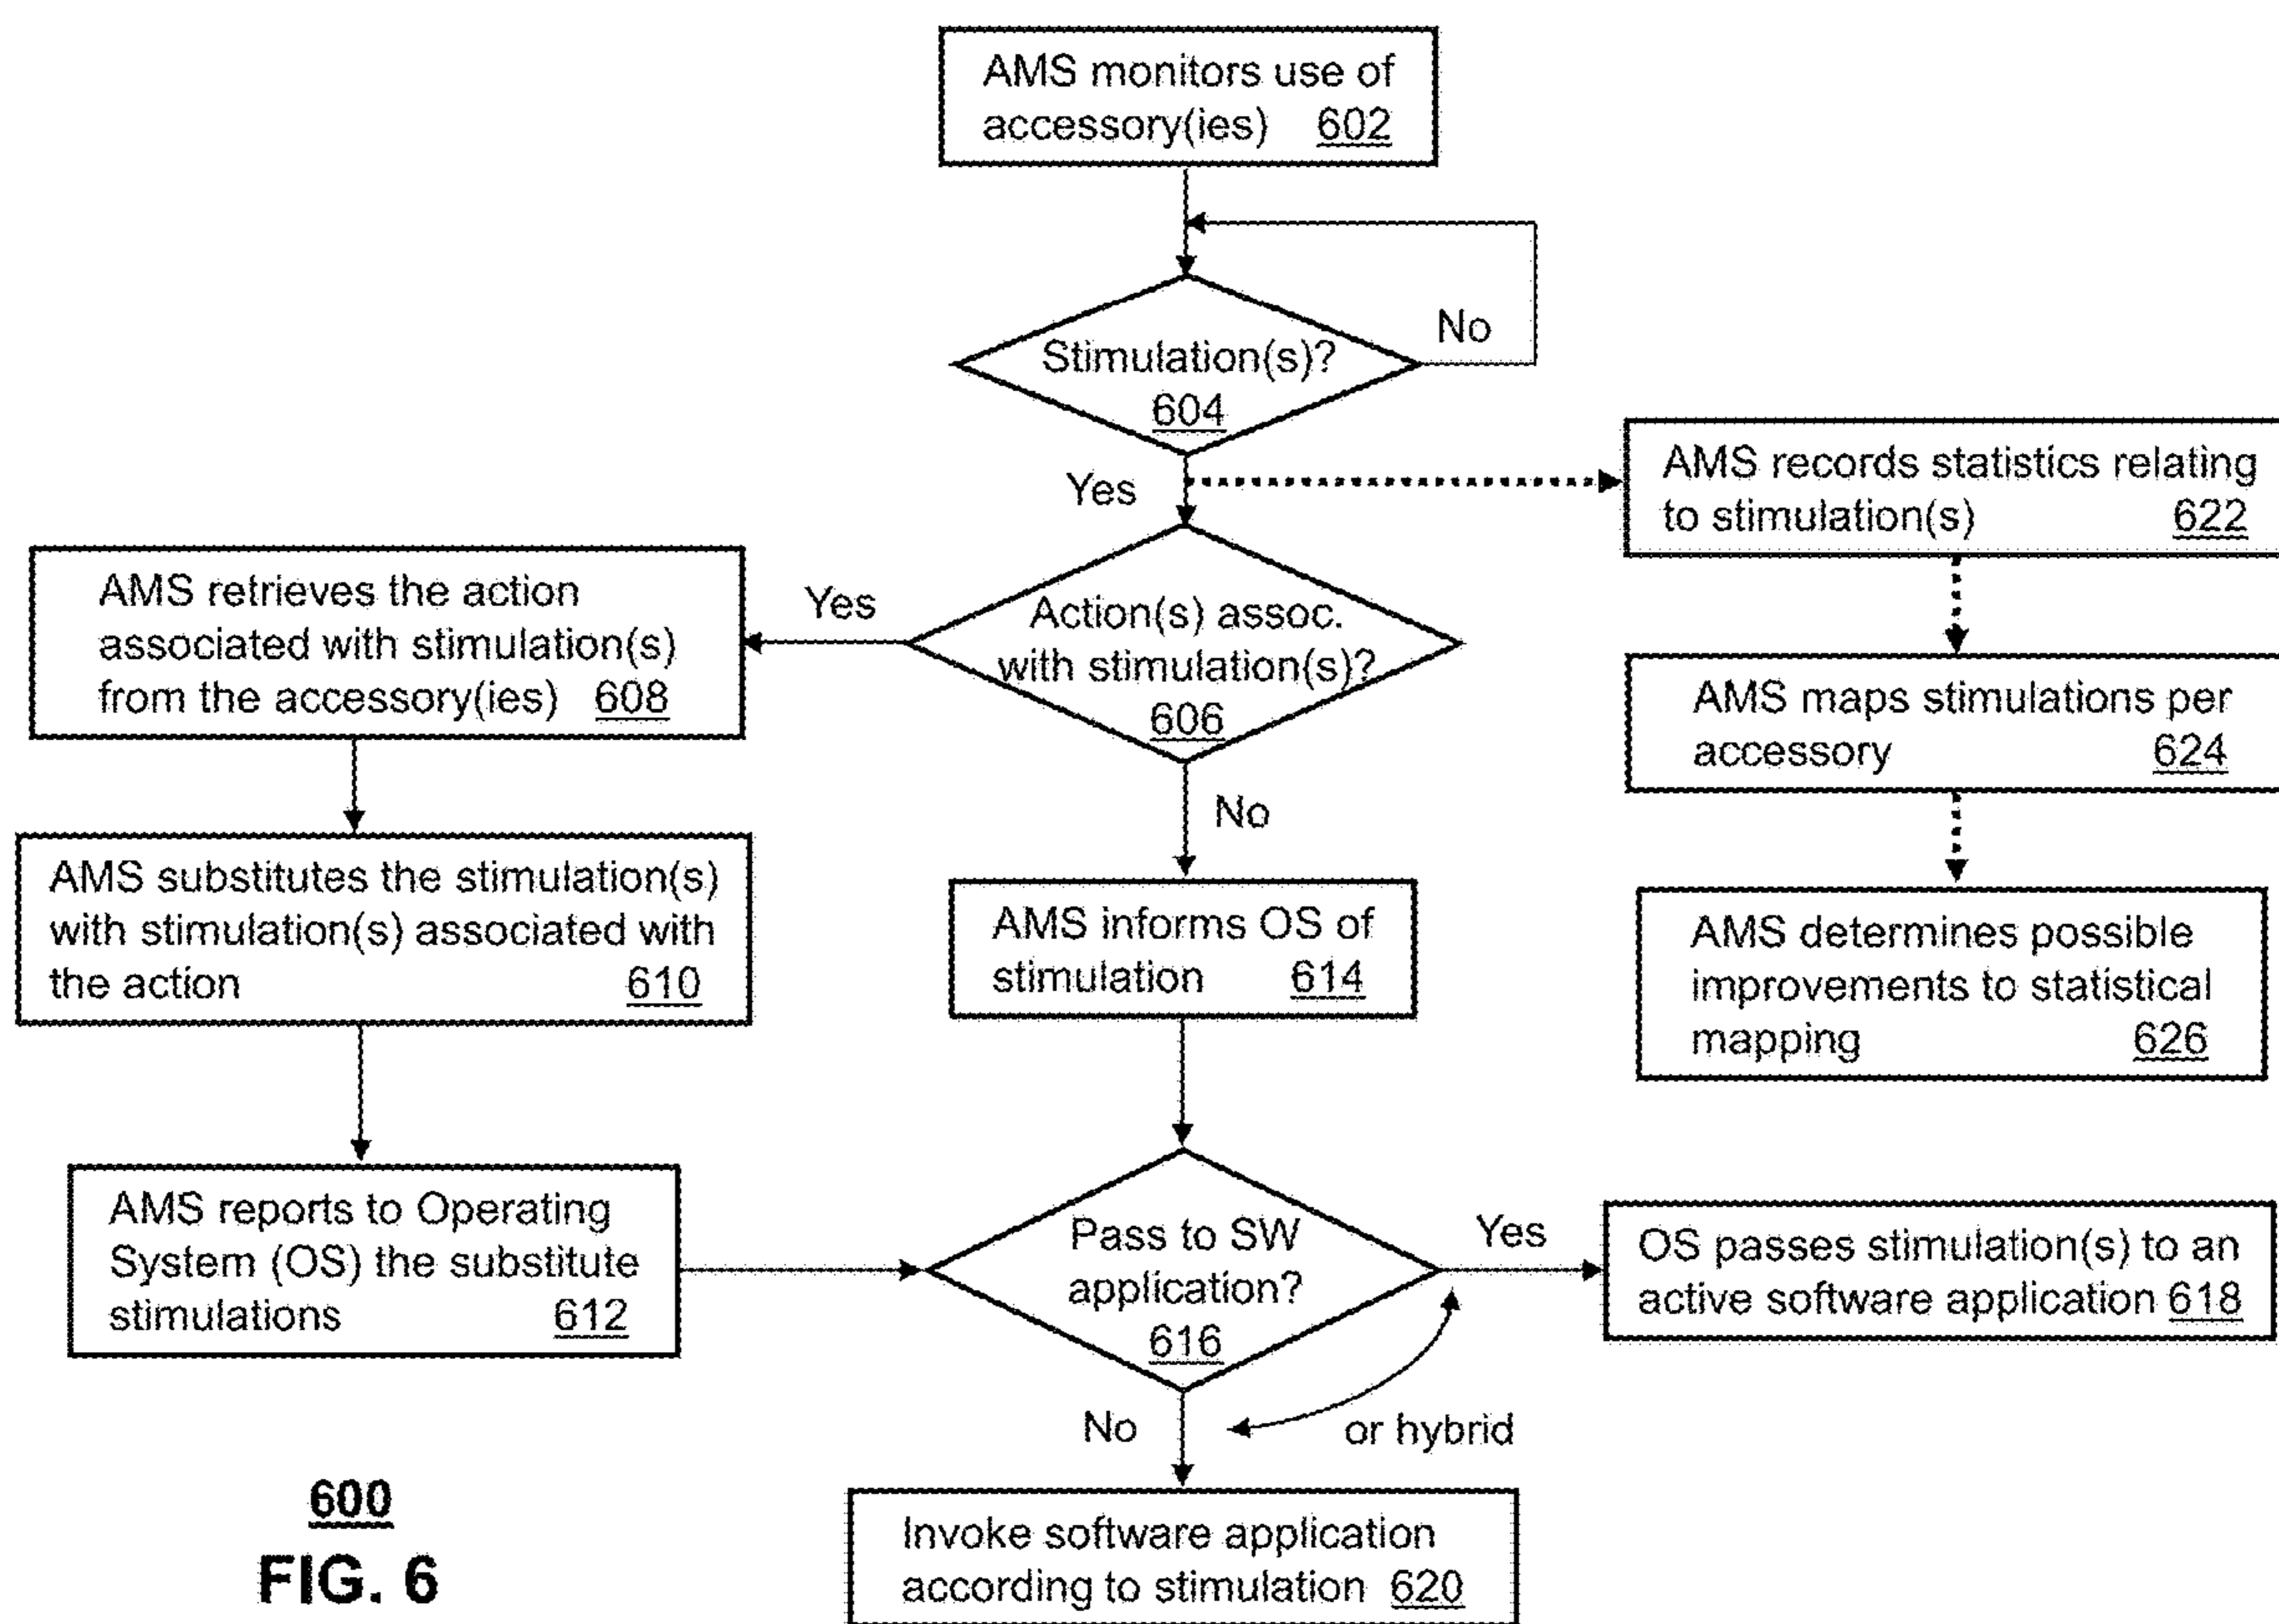 AMS monitors use of
accessory(ies) 602
Stimulation(s)?
604
No
Yes
AMS records statistics relating
to stimulation(s) 622
AMS retrieves the action
associated with stimulation(s)
from the accessory(ies) 608
Yes
Action(s) assoc.
with stimulation(s)?
606
No
AMS maps stimulations per
accessory 624
AMS substitutes the stimulation(s)
with stimulation(s) associated with
the action 610
AMS informs OS of
stimulation 614
AMS determines possible
improvements to statistical
mapping 626
AMS reports to Operating
System (OS) the substitute
stimulations 612
Pass to SW
application?
616
Yes
OS passes stimulation(s) to an
active software application 618
No
or hybrid
Invoke software application
according to stimulation 620
600
FIG. 6